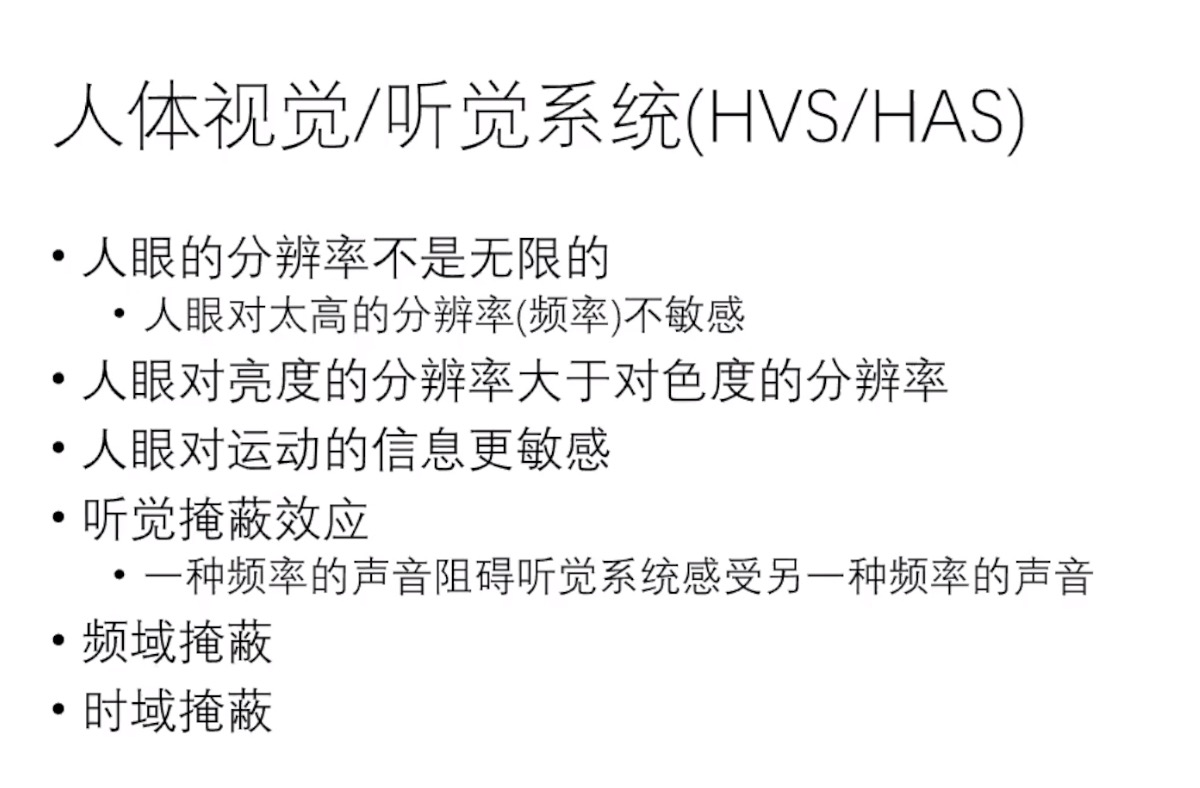 人体视觉/听觉系统(HVS/HAS)
• 人眼的分辨率不是无限的
• 人眼对太高的分辨率(频率)不敏感
• 人眼对亮度的分辨率大于对色度的分辨率
• 人眼对运动的信息更敏感
• 听觉掩蔽效应
• 一种频率的声音阻碍听觉系统感受另一种频率的声音
• 频域掩蔽
• 时域掩蔽